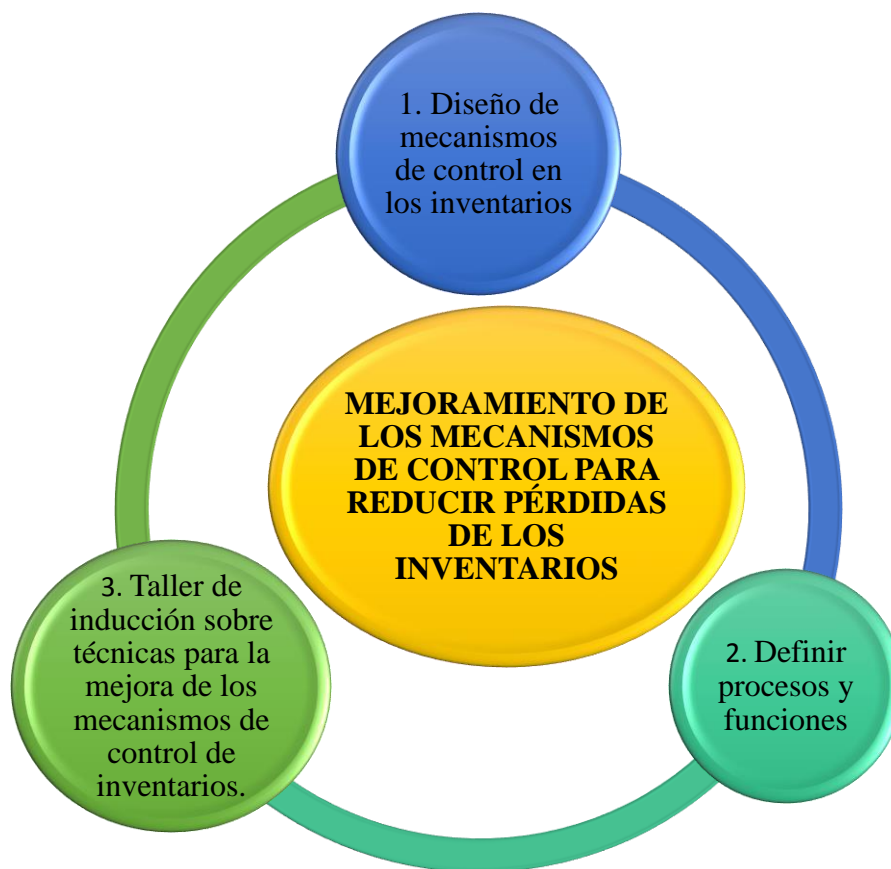 1. Diseño de
mecanismos
de control en
los inventarios
MEJORAMIENTO DE
LOS MECANISMOS
DE CONTROL PARA
REDUCIR PÉRDIDAS
DE LOS
INVENTARIOS
2. Definir
procesos y
funciones
3. Taller de
inducción sobre
técnicas para la
mejora de los
mecanismos de
control de
inventarios.